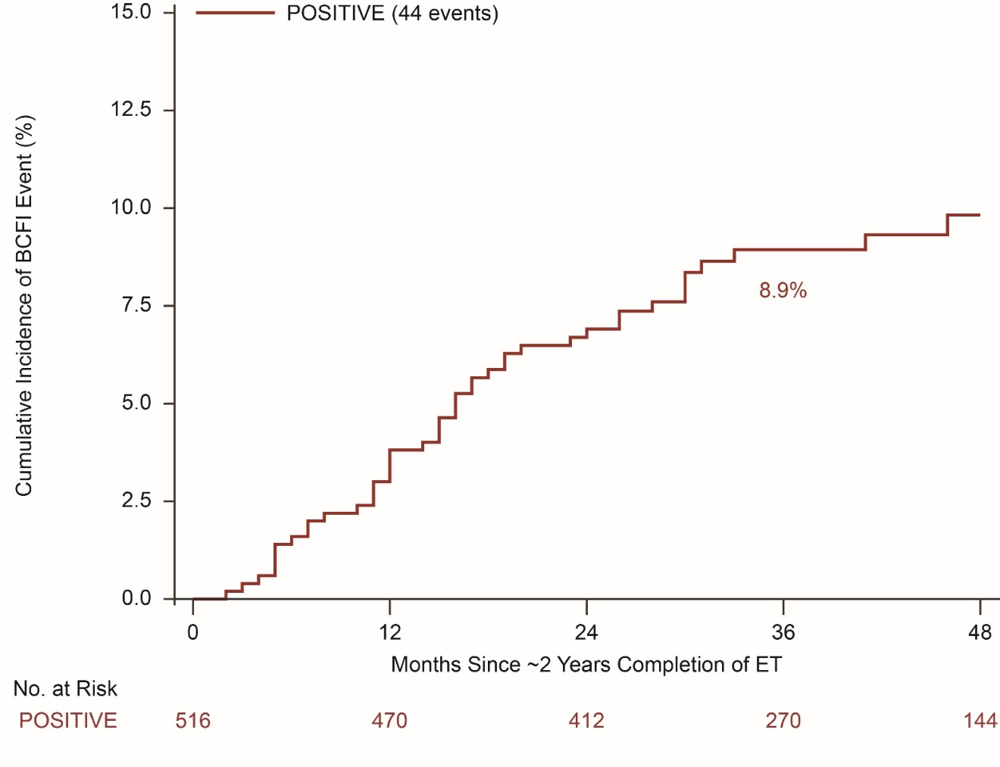 POSITIVE (44 events)
Cumulative Incidence of BCFI Event (%)
15.0
12.5
10.0
7.5
5.0
2.5
0.0
8.9%
0 12 24 36 48
Months Since ~2 Years Completion of ET
No. at Risk
POSITIVE 516 470 412 270 144